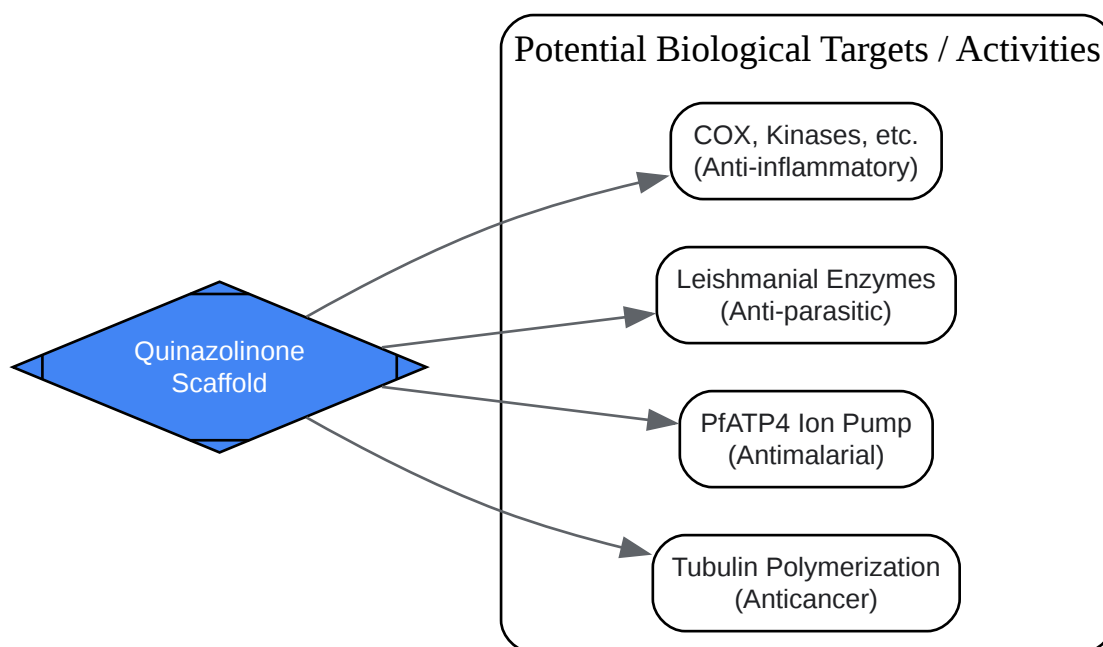 Potential Biological Targets / Activities
COX, Kinases, etc.
(Anti-inflammatory)
Leishmanial Enzymes
(Anti-parasitic)
Quinazolinone
Scaffold
PfATP4 Ion Pump
(Antimalarial)
Tubulin Polymerization
(Anticancer)